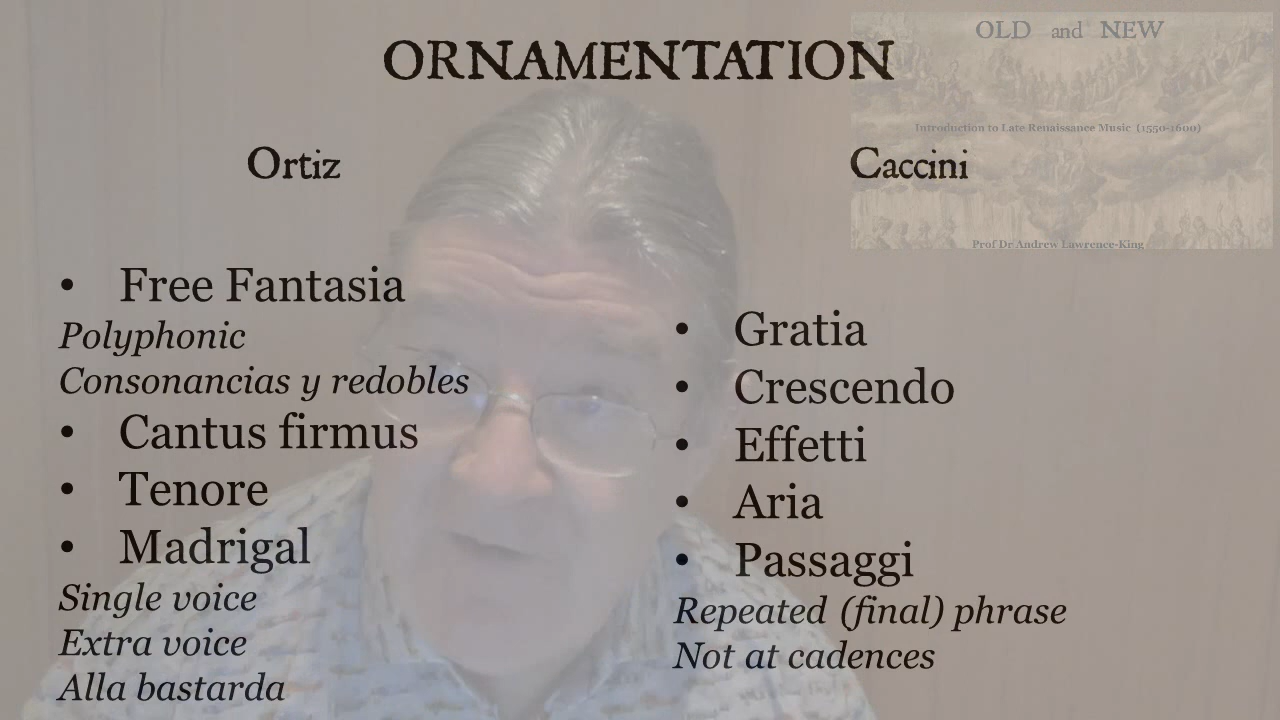 OLD and NEW
ORNAMENTATION
Introduction to Late Renaissance Music (1550-1600)
Ortiz
Caccini
Prof Dr Andrew Lawrence-King
• Free Fantasia
Polyphonic
Consonancias y redobles
• Cantus firmus
• Tenore
• Madrigal
Single voice
Extra voice
Alla bastarda
• Gratia
• Crescendo
• Effetti
• Aria
• Passaggi
Repeated (final) phrase
Not at cadences